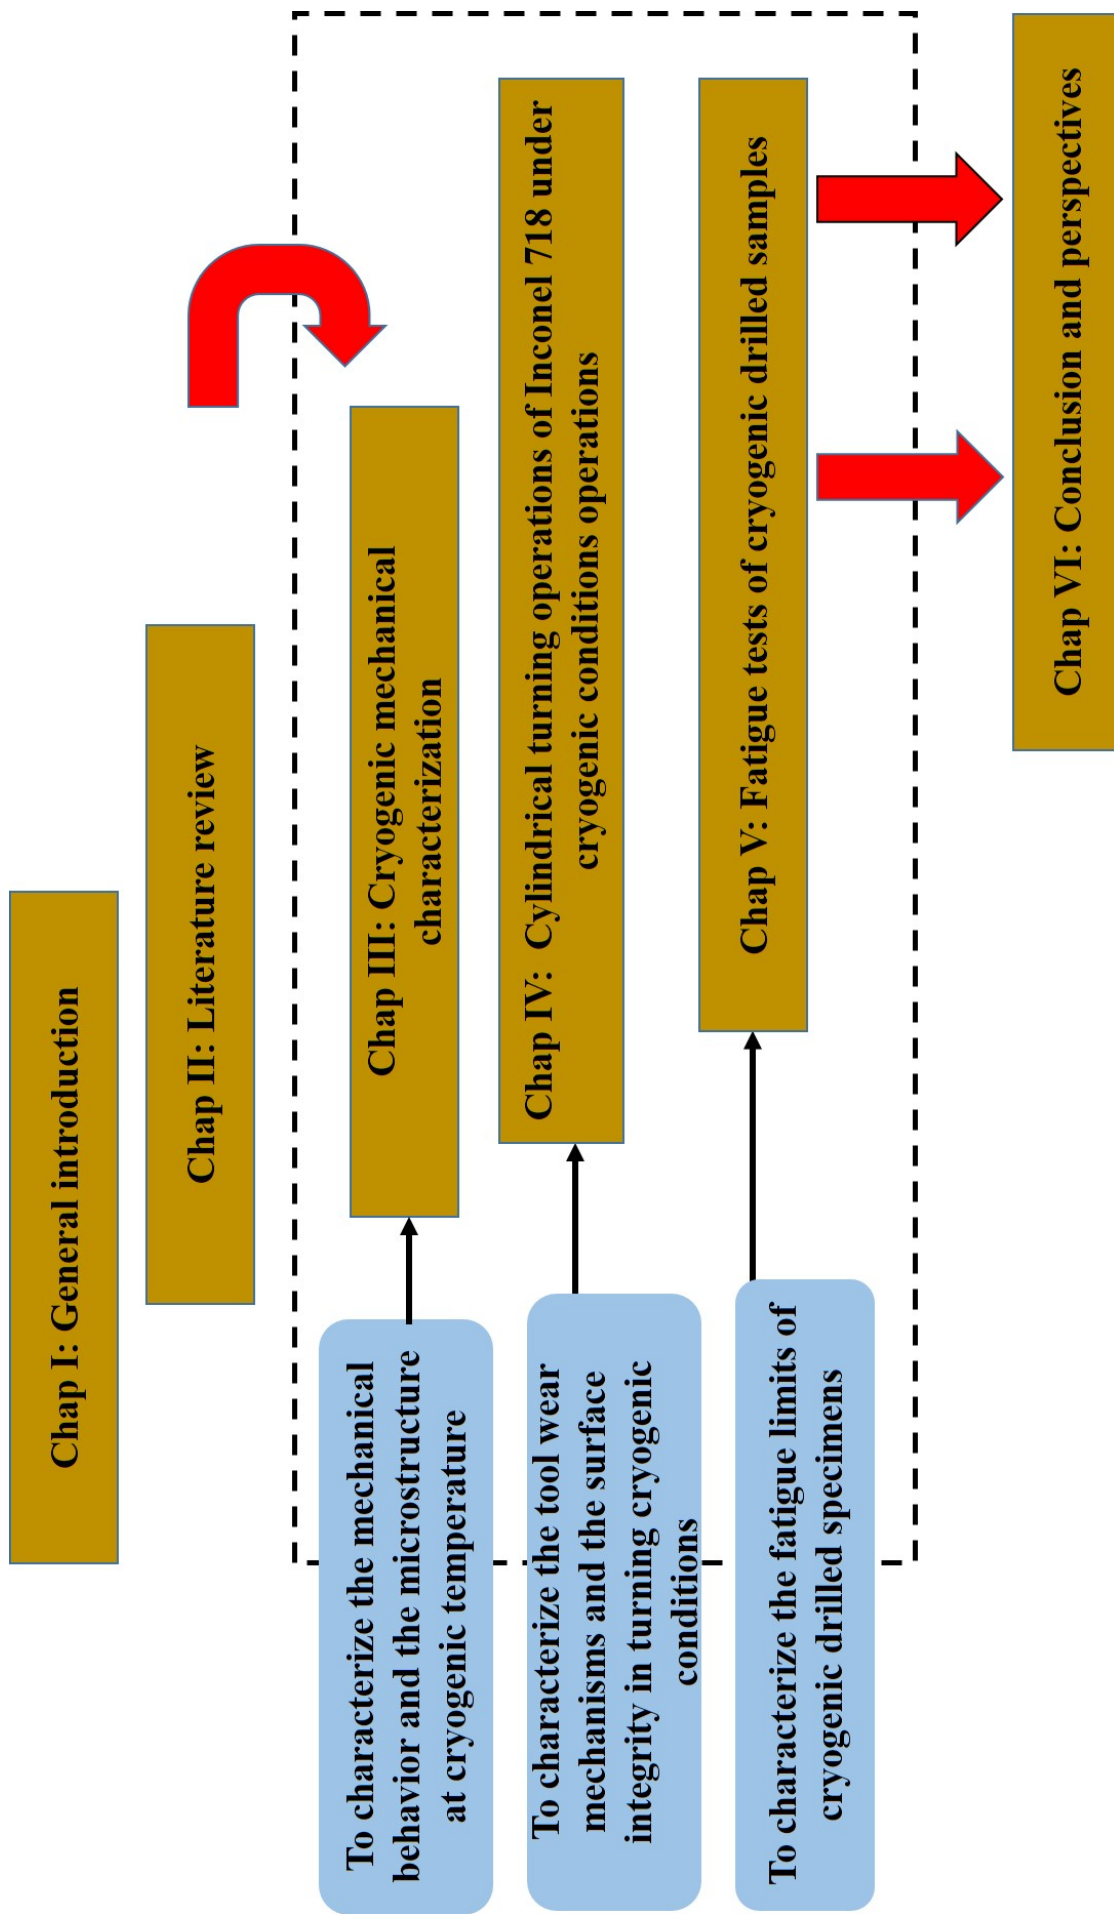 Chap I: General introduction
Chap II: Literature review
To characterize the mechanical
behavior and the microstructure
at cryogenic temperature
Chap III: Cryogenic mechanical
characterization
To characterize the tool wear
mechanisms and the surface
integrity in turning cryogenic
conditions
Chap IV: Cylindrical turning operations of Inconel 718 under
cryogenic conditions operations
To characterize the fatigue limits of
cryogenic drilled specimens
Chap V: Fatigue tests of cryogenic drilled samples
Chap VI: Conclusion and perspectives